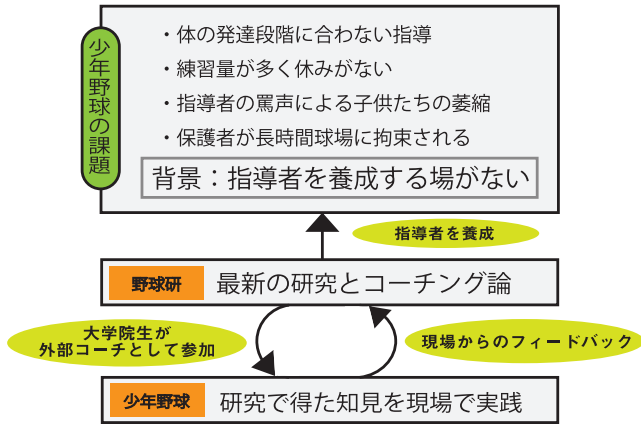 少年野球の課題
・体の発達段階に合わない指導
・練習量が多く休みがない
・指導者の罵声による子供たちの萎縮
・保護者が長時間球場に拘束される
背景：指導者を養成する場がない
指導者を養成
野球研 最新の研究とコーチング論
大学院生が
外部コーチとして参加
現場からのフィードバック
少年野球 研究で得た知見を現場で実践